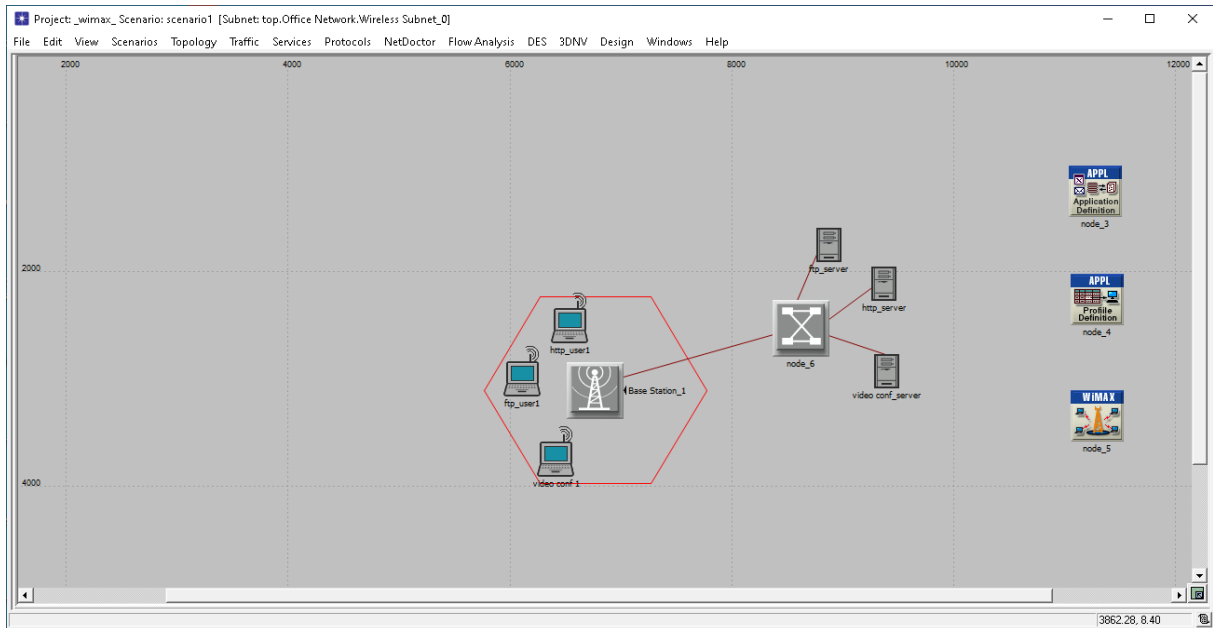 Project: _wimax_ Scenario: scenario1 [Subnet: top.Office Network.Wireless Subnet_0]
File Edit View Scenarios Topology Traffic Services Protocols NetDoctor Flow Analysis DES 3DNV Design Windows Help
2000 4000 6000 8000 10000 12000
APPL
Application
Definition
node_3
2000
ftp_server
http_server
APPL
Profile
Definition
node_4
http_user1
node_6
ftp_user1
Base Station_1
video conf_server
WiMAX
node_5
video conf 1
4000
3862.28, 8.40